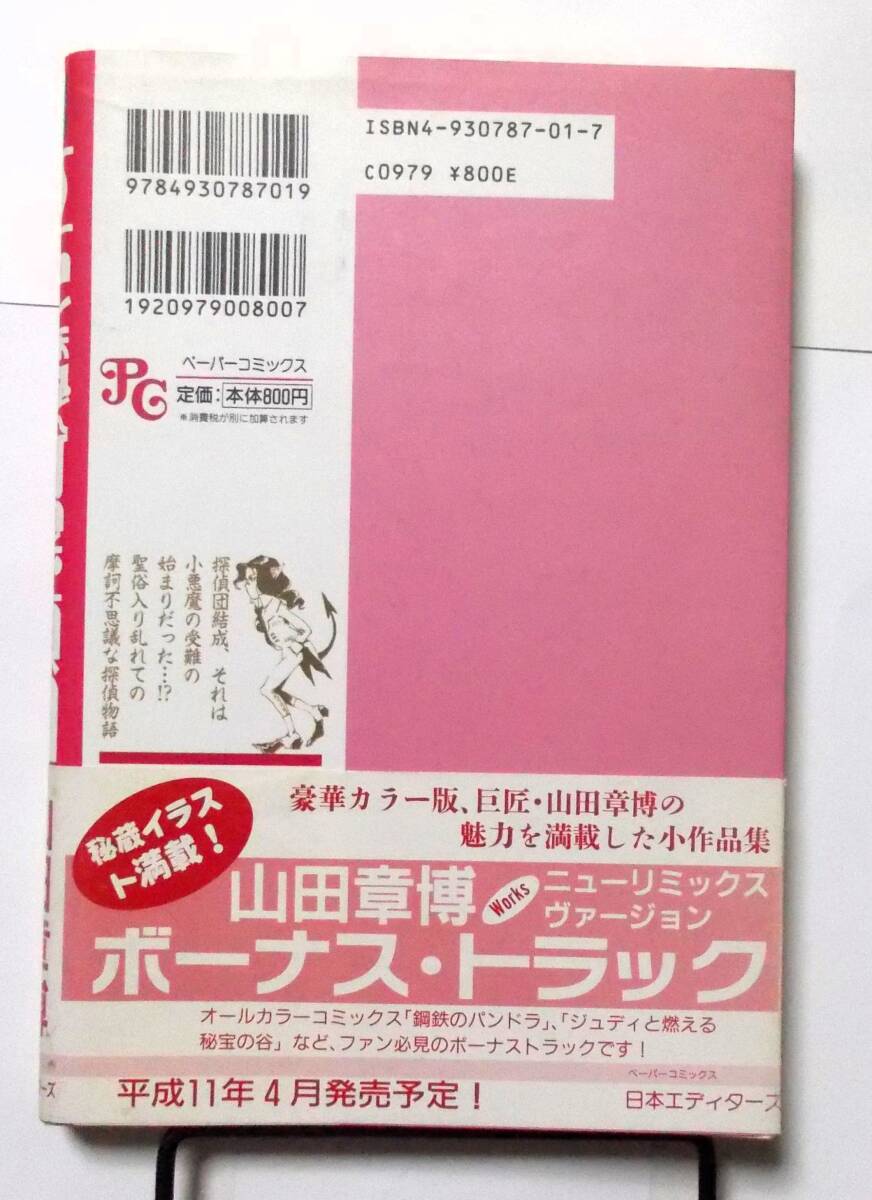 9784930787019
1920979008007
ISBN4-930787-01-7
C0979 ¥800E
PC
ペーパーコミックス
定価：本体800円
※消費税が別に加算されます
探偵団結成、それは
小悪魔の受難の
始まりだった…!?
聖俗入り乱れての
摩訶不思議な探偵物語
秘蔵イラス
ト満載！
豪華カラー版、巨匠・山田章博の
魅力を満載した小作品集
山田章博 Works ニューリミックス
ヴァージョン
ボーナス・トラック
オールカラーコミックス「鋼鉄のパンドラ」、「ジュディと燃える
秘宝の谷」など、ファン必見のボーナストラックです！
平成11年4月発売予定！
ペーパーコミックス
日本エディターズ